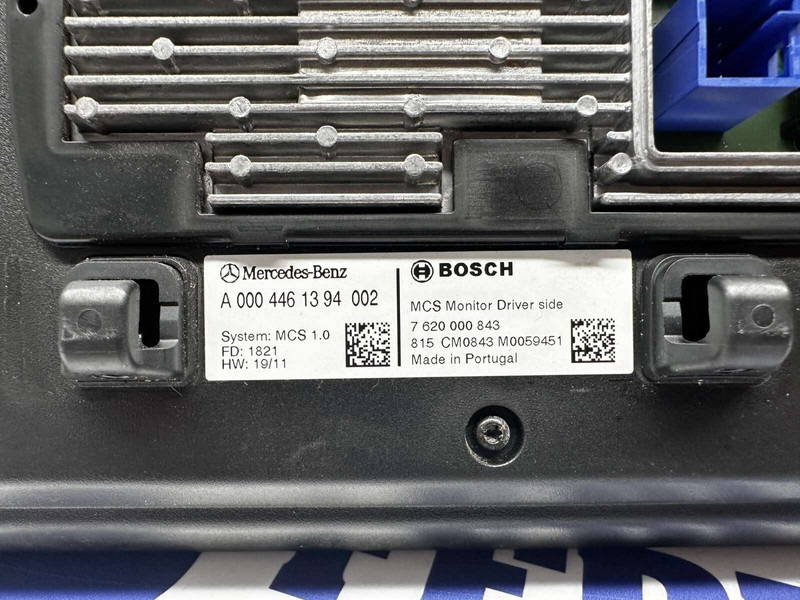 Mercedes-Benz
A 000 446 13 94 002
System: MCS 1.0
FD: 1821
HW: 19/11
BOSCH
MCS Monitor Driver side
7 620 000 843
815 CM0843 M0059451
Made in Portugal